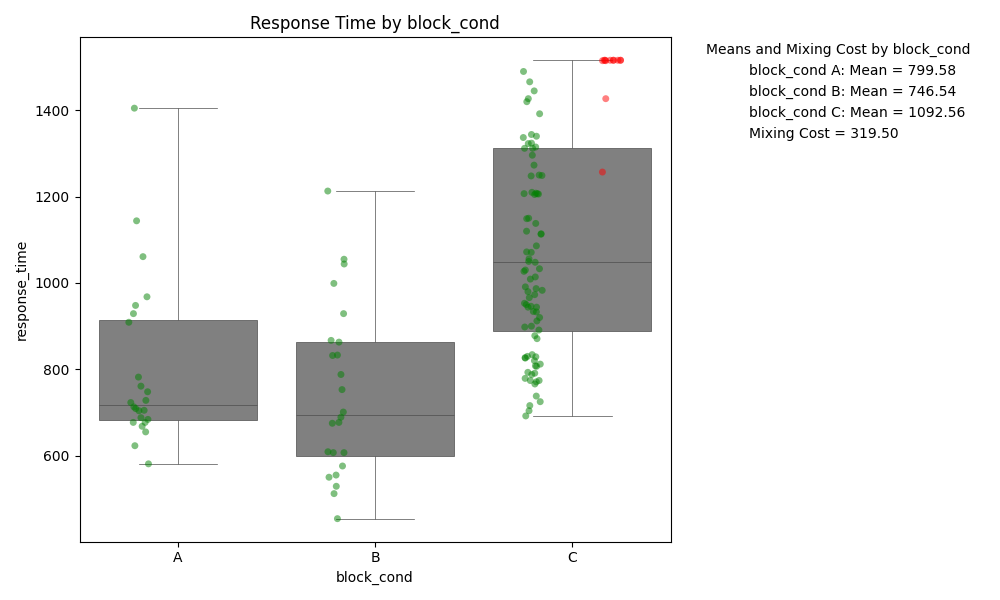 Response Time by block_cond
Means and Mixing Cost by block_cond
block_cond A: Mean = 799.58
block_cond B: Mean = 746.54
block_cond C: Mean = 1092.56
Mixing Cost = 319.50
response_time
1400
1200
1000
800
600
A B C
block_cond